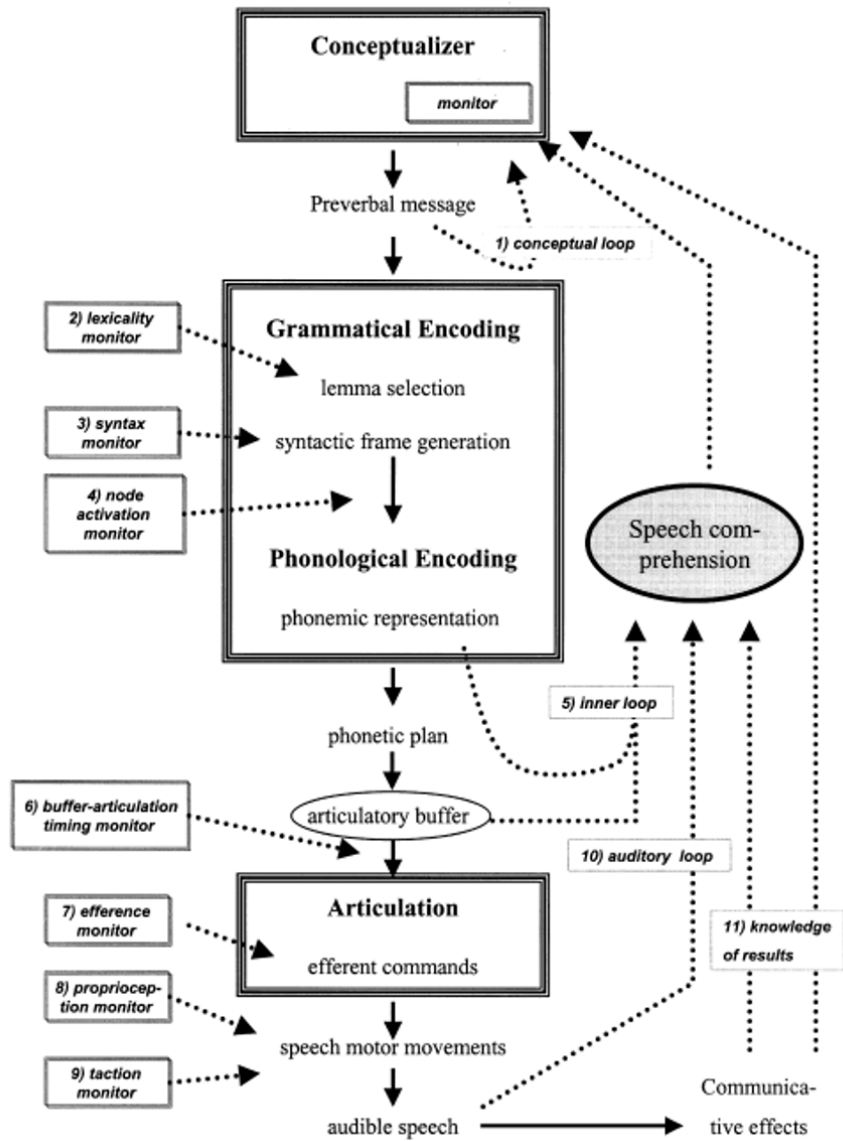 Conceptualizer
monitor
Preverbal message
1) conceptual loop
2) lexicality
monitor
Grammatical Encoding
lemma selection
3) syntax
monitor
syntactic frame generation
4) node
activation
monitor
Speech com-
prehension
Phonological Encoding
phonemic representation
5) inner loop
phonetic plan
6) buffer-articulation
timing monitor
articulatory buffer
10) auditory loop
7) efference
monitor
Articulation
efferent commands
11) knowledge
of results
8) propriocep-
tion monitor
speech motor movements
9) taction
monitor
audible speech
Communica-
tive effects